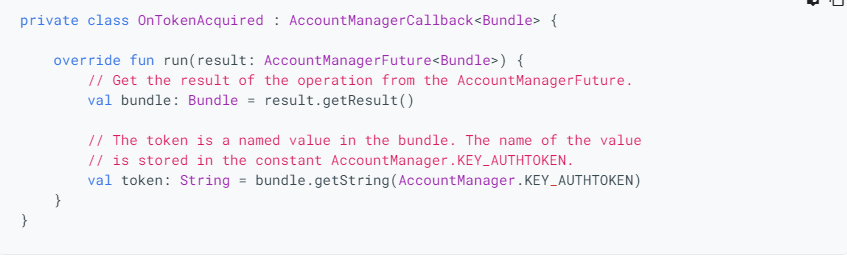 private class OnTokenAcquired : AccountManagerCallback<Bundle> {
override fun run(result: AccountManagerFuture<Bundle>) {
// Get the result of the operation from the AccountManagerFuture.
val bundle: Bundle = result.getResult()
// The token is a named value in the bundle. The name of the value
// is stored in the constant AccountManager.KEY_AUTHTOKEN.
val token: String = bundle.getString(AccountManager.KEY_AUTHTOKEN)
}
}